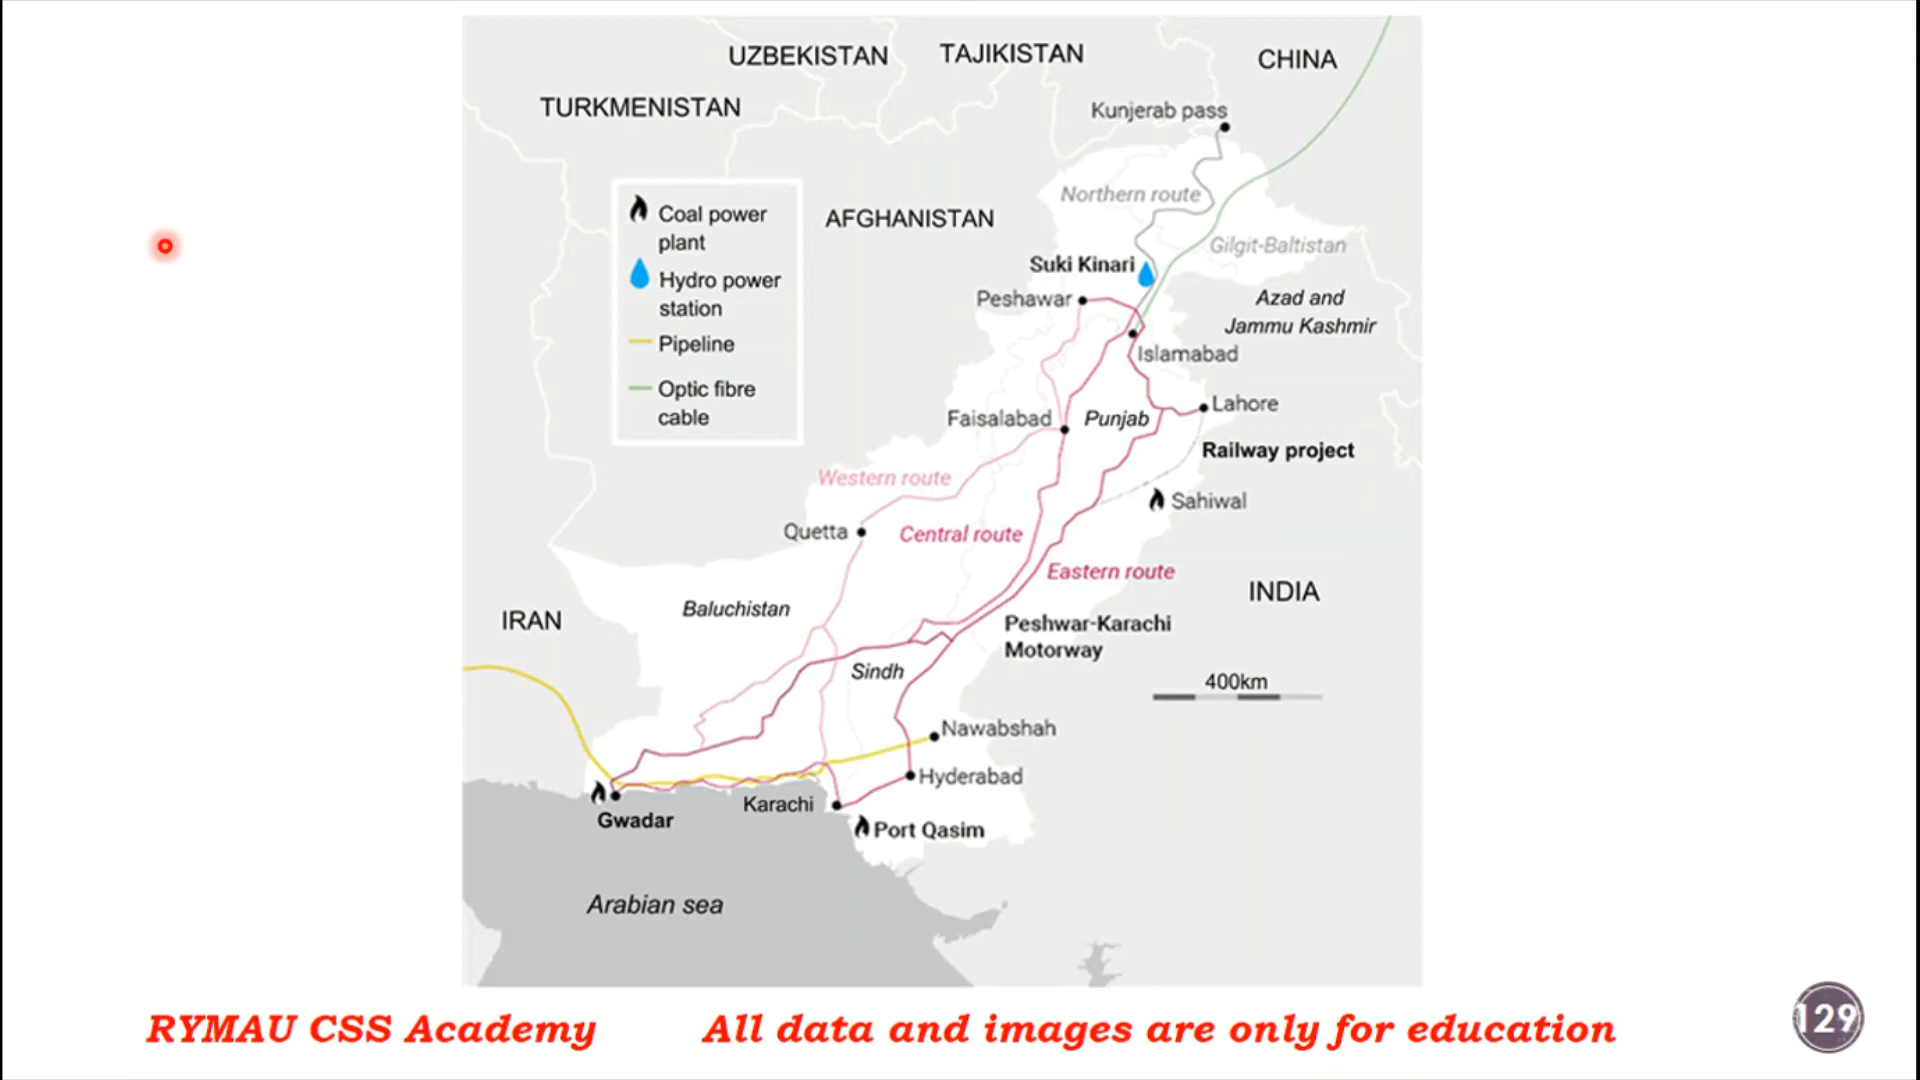 UZBEKISTAN
TAJIKISTAN
CHINA
TURKMENISTAN
Kunjerab pass
Northern route
Coal power
plant
Hydro power
station
Pipeline
Optic fibre
cable
AFGHANISTAN
Gilgit-Baltistan
Suki Kinari
Peshawar
Azad and
Jammu Kashmir
Islamabad
Lahore
Faisalabad
Punjab
Railway project
Western route
Sahiwal
Quetta
Central route
Eastern route
INDIA
Baluchistan
IRAN
Peshwar-Karachi
Motorway
Sindh
400km
Nawabshah
Hyderabad
Karachi
Gwadar
Port Qasim
Arabian sea
RYMAU CSS Academy
All data and images are only for education
129